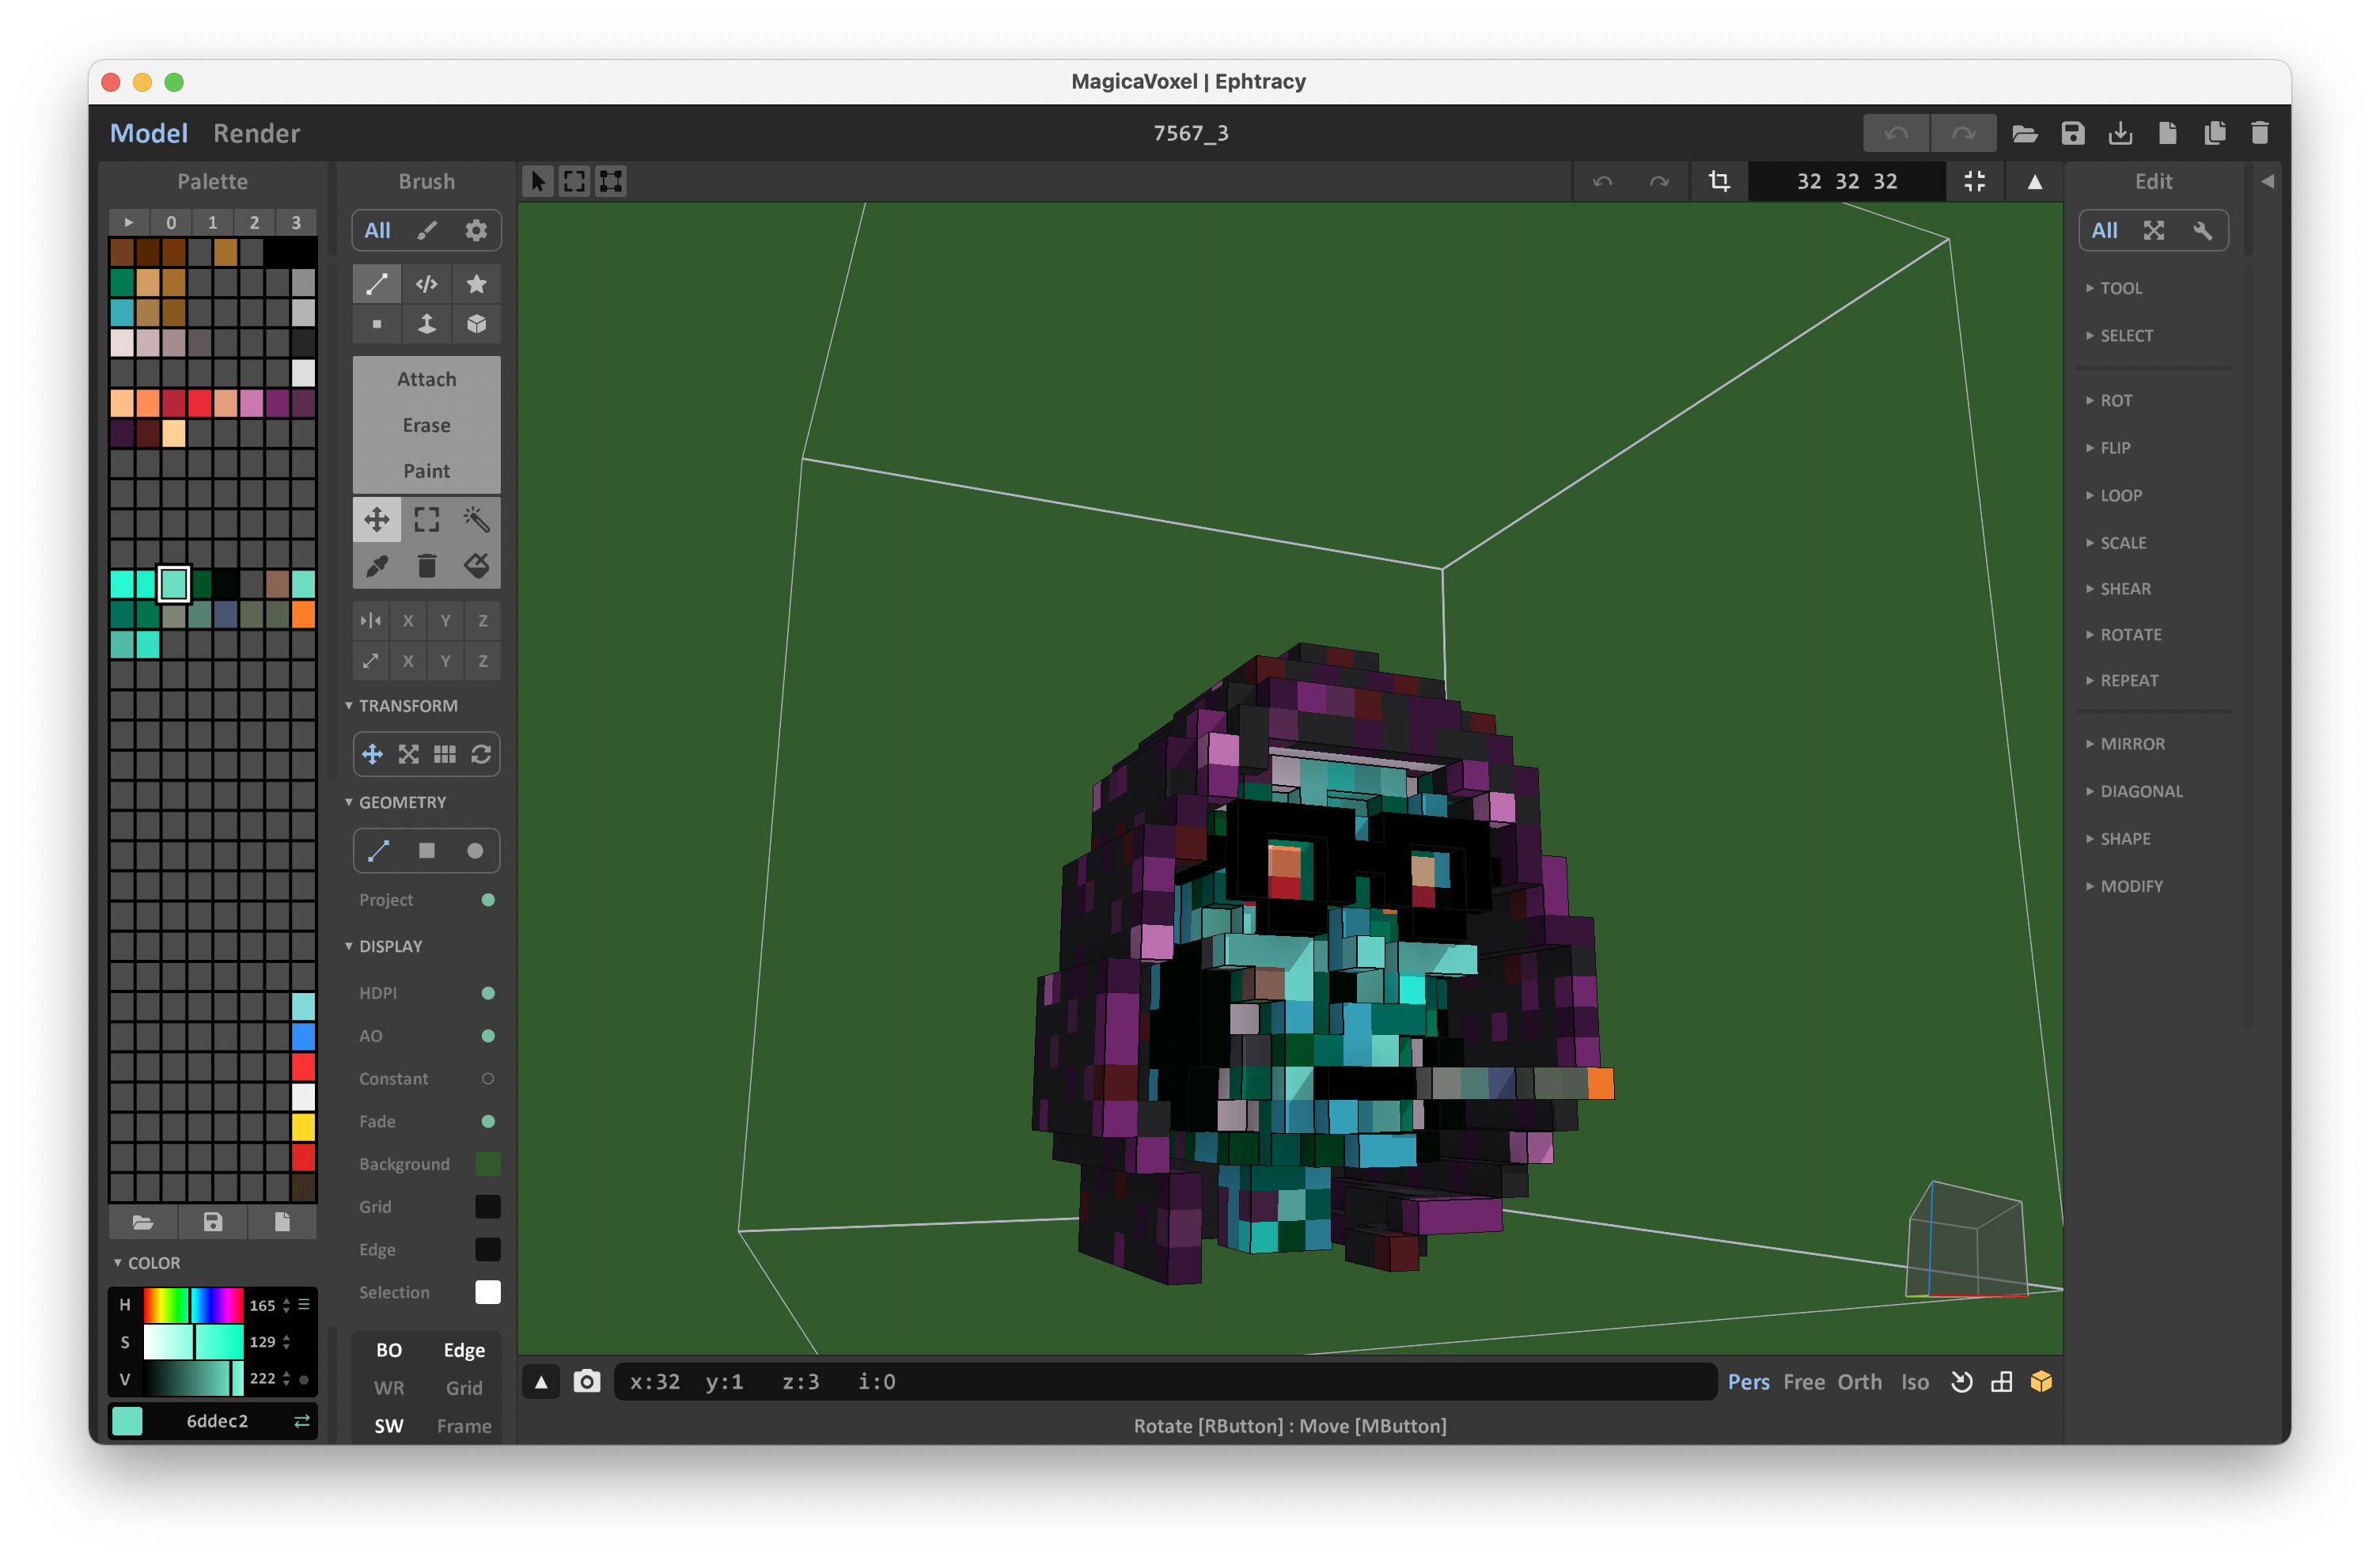 MagicaVoxel | Ephtracy
Model Render
7567_3
Palette
0 1 2 3
COLOR
H 165
S 129
V 222
6ddec2
Brush
All
Attach
Erase
Paint
X Y Z
X Y Z
TRANSFORM
GEOMETRY
Project
DISPLAY
HDPI
AO
Constant
Fade
Background
Grid
Edge
Selection
BO Edge
WR Grid
SW Frame
32 32 32
x:32 y:1 z:3 i:0
Pers Free Orth Iso
Rotate [RButton] : Move [MButton]
Edit
All
TOOL
SELECT
ROT
FLIP
LOOP
SCALE
SHEAR
ROTATE
REPEAT
MIRROR
DIAGONAL
SHAPE
MODIFY